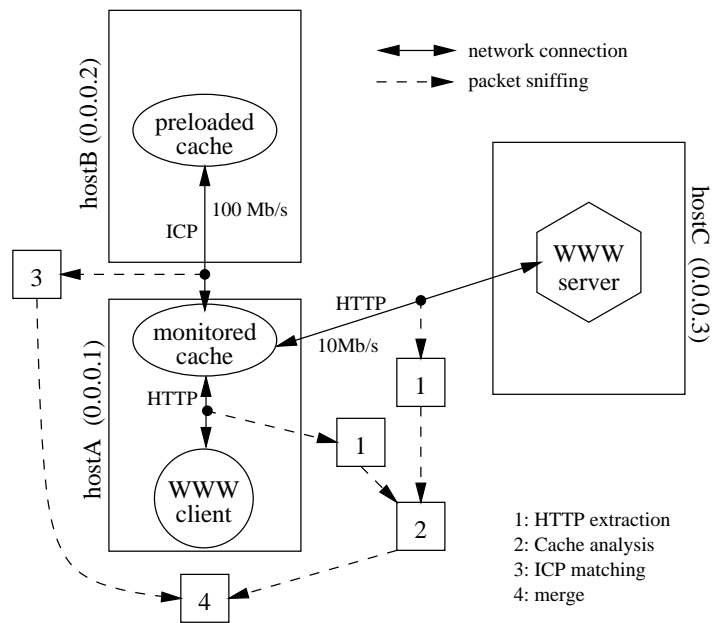 network connection
packet sniffing
hostB (0.0.0.2)
preloaded
cache
100 Mb/s
ICP
3
hostC (0.0.0.3)
WWW
server
HTTP
10Mb/s
hostA (0.0.0.1)
monitored
cache
HTTP
1
1
WWW
client
2
4
1: HTTP extraction
2: Cache analysis
3: ICP matching
4: merge